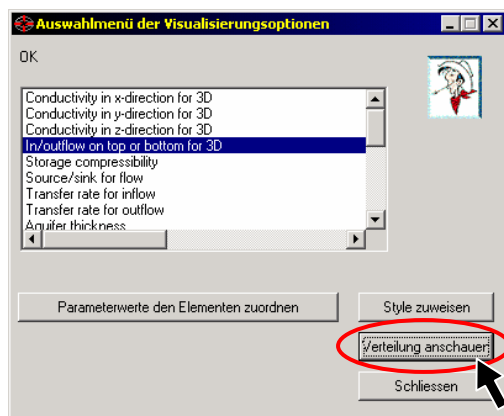 Auswahlmenü der Visualisierungsoptionen
OK
Conductivity in x-direction for 3D
Conductivity in y-direction for 3D
Conductivity in z-direction for 3D
In/outflow on top or bottom for 3D
Storage compressibility
Source/sink for flow
Transfer rate for inflow
Transfer rate for outflow
Aquifer thickness
Parameterwerte den Elementen zuordnen
Style zuweisen
Verteilung anschauen
Schliessen